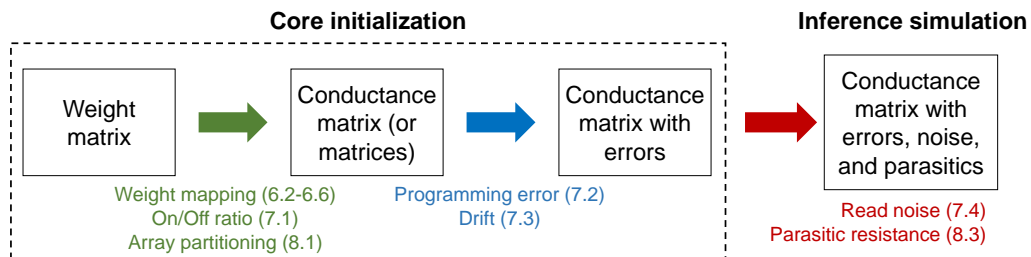 Core initialization
Inference simulation
Weight
matrix
Conductance
matrix (or
matrices)
Conductance
matrix with
errors
Conductance
matrix with
errors, noise,
and parasitics
Weight mapping (6.2-6.6)
On/Off ratio (7.1)
Array partitioning (8.1)
Programming error (7.2)
Drift (7.3)
Read noise (7.4)
Parasitic resistance (8.3)